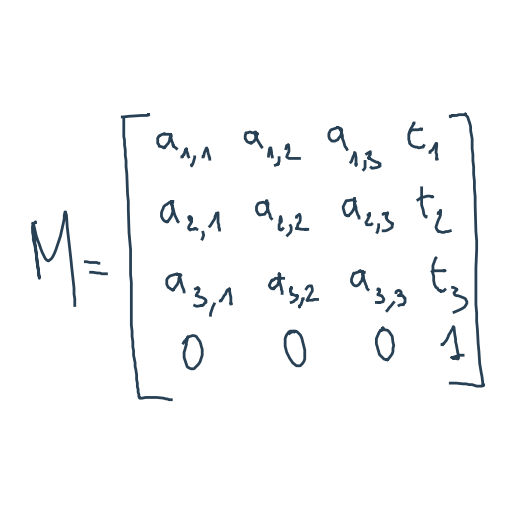 M = [ a₁,₁ a₁,₂ a₁,₃ t₁
a₂,₁ a₂,₂ a₂,₃ t₂
a₃,₁ a₃,₂ a₃,₃ t₃
0 0 0 1 ]